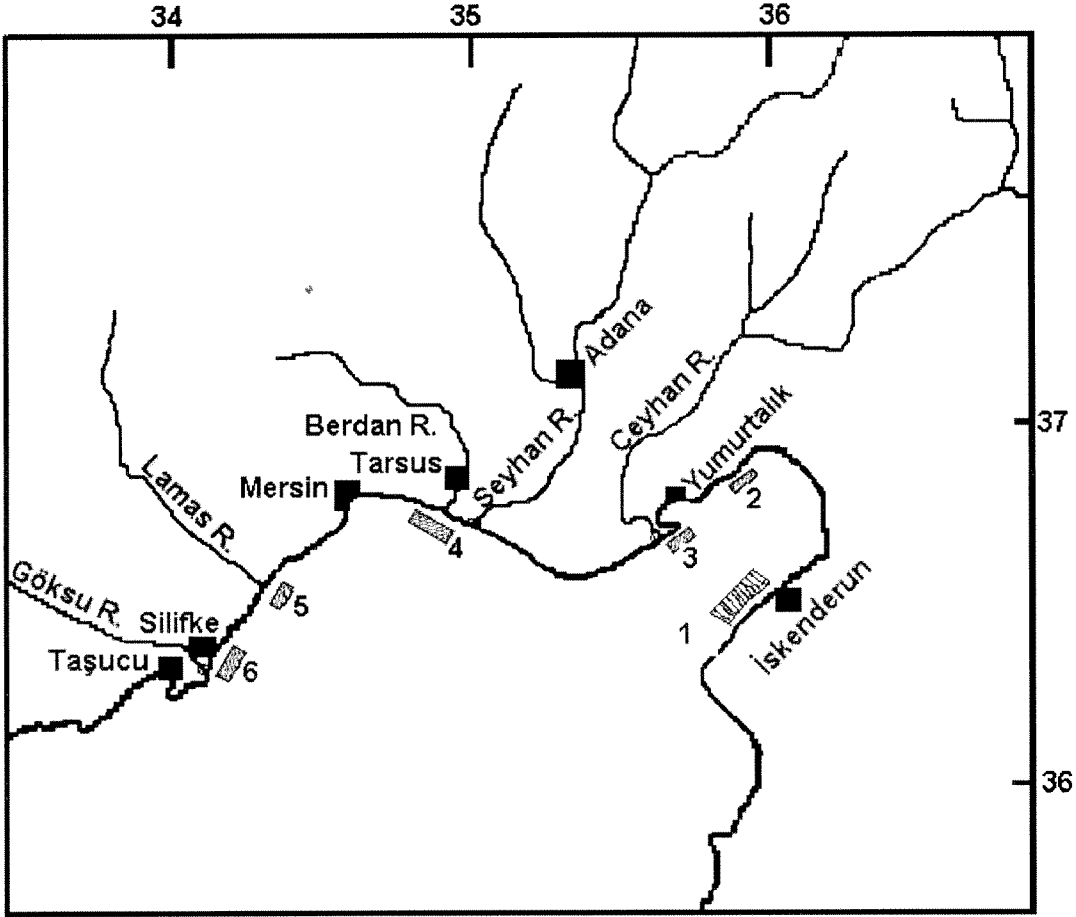 34
35
36
Adana
Ceyhan R.
37
Berdan R.
Tarsus
Seyhan R.
Yumurtalık
Mersin
2
Lamas R.
4
3
Göksu R.
5
1
İskenderun
Silifke
Taşucu
6
36